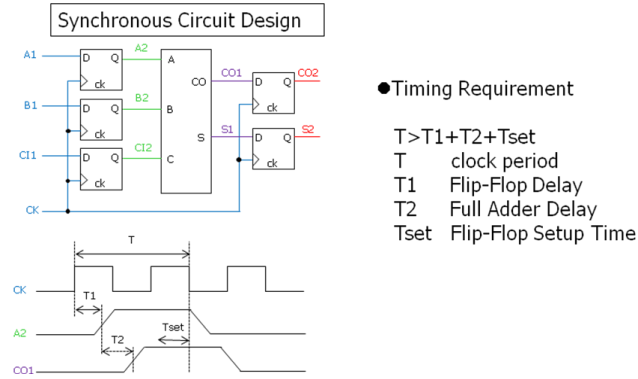 Synchronous Circuit Design
A1
D Q
ck
A2
B1
D Q
ck
B2
CI1
D Q
ck
CI2
CK
A
B
C
CO
S
CO1
D Q
ck
CO2
S1
D Q
ck
S2
●Timing Requirement
T>T1+T2+Tset
T clock period
T1 Flip-Flop Delay
T2 Full Adder Delay
Tset Flip-Flop Setup Time
T
CK
T1
A2
T2
Tset
CO1